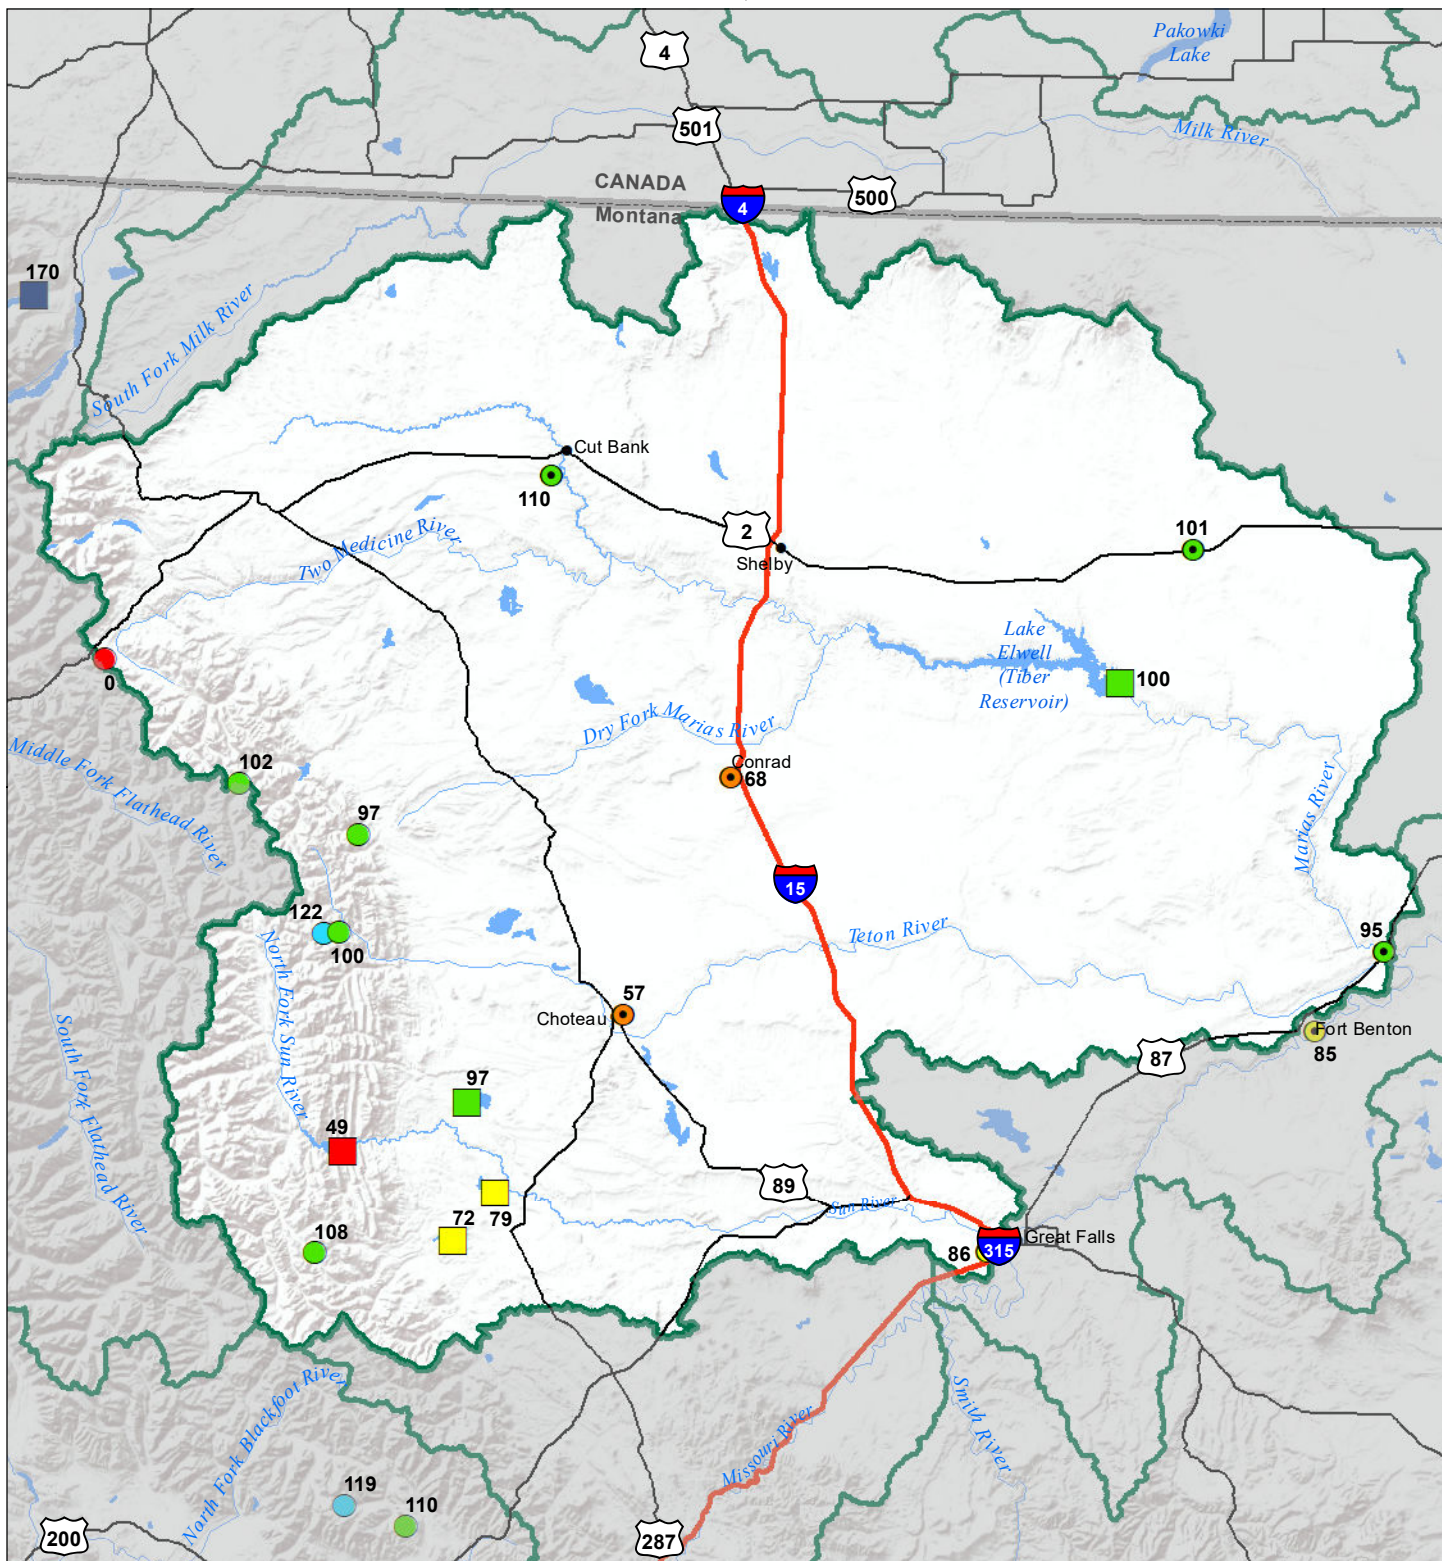 Pakowki
Lake
4
501
Milk River
CANADA
500
4
Montana
170
South Fork Milk River
Cut Bank
110
2
101
Two Medicine River
Shelby
Lake
Elwell
(Tiber
Reservoir)
100
0
Dry Fork Marias River
Middle Fork Flathead River
102
Conrad
68
97
Marias River
15
122
100
North Fork Sun River
Teton River
95
57
Choteau
South Fork Flathead River
Fort Benton
87
85
97
49
89
79
Sun River
72
108
86
315
Great Falls
North Fork Blackfoot River
Smith River
Missouri River
119
110
200
287